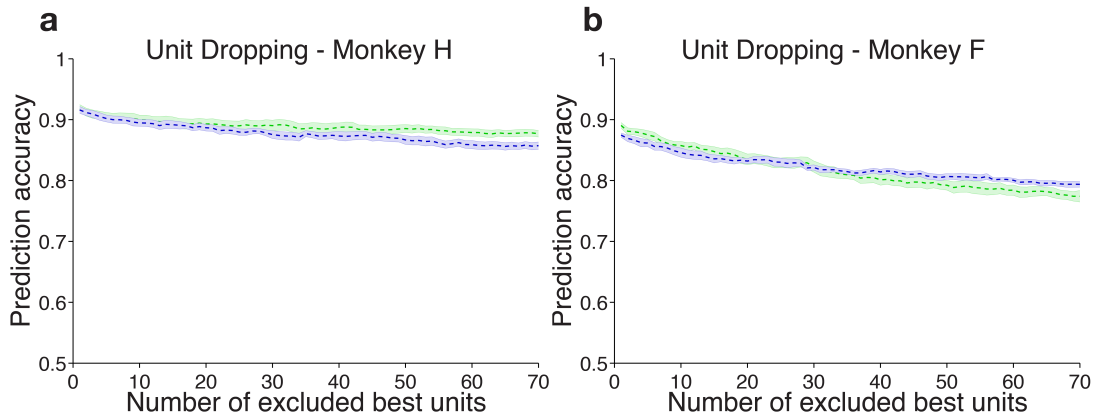 a
Unit Dropping - Monkey H
Prediction accuracy
1
0.9
0.8
0.7
0.6
0.5
0 10 20 30 40 50 60 70
Number of excluded best units
b
Unit Dropping - Monkey F
Prediction accuracy
1
0.9
0.8
0.7
0.6
0.5
0 10 20 30 40 50 60 70
Number of excluded best units